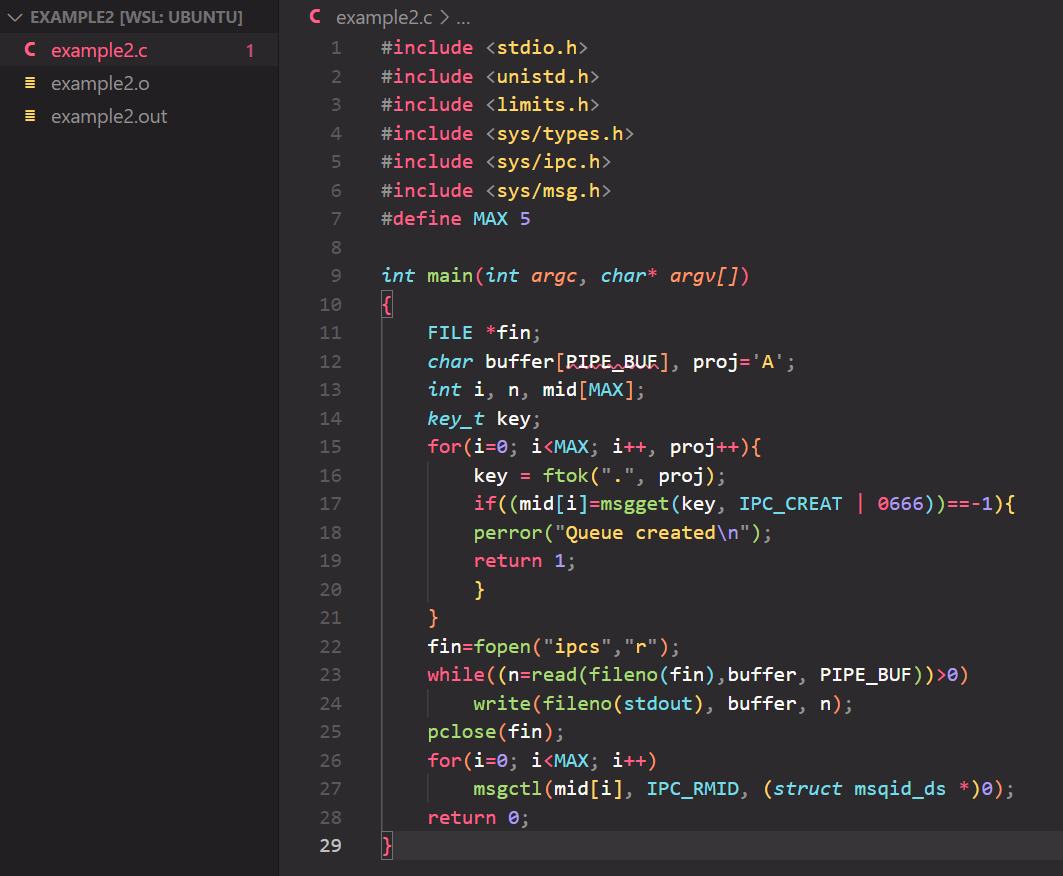 EXAMPLE2 [WSL: UBUNTU]
C example2.c 1
example2.o
example2.out
C example2.c > ...
1 #include <stdio.h>
2 #include <unistd.h>
3 #include <limits.h>
4 #include <sys/types.h>
5 #include <sys/ipc.h>
6 #include <sys/msg.h>
7 #define MAX 5
8
9 int main(int argc, char* argv[])
10 {
11     FILE *fin;
12     char buffer[PIPE_BUF], proj='A';
13     int i, n, mid[MAX];
14     key_t key;
15     for(i=0; i<MAX; i++, proj++){
16         key = ftok(".", proj);
17         if((mid[i]=msgget(key, IPC_CREAT | 0666))==-1){
18         perror("Queue created\n");
19         return 1;
20         }
21     }
22     fin=fopen("ipcs","r");
23     while((n=read(fileno(fin),buffer, PIPE_BUF))>0)
24         write(fileno(stdout), buffer, n);
25     pclose(fin);
26     for(i=0; i<MAX; i++)
27         msgctl(mid[i], IPC_RMID, (struct msqid_ds *)0);
28     return 0;
29 }